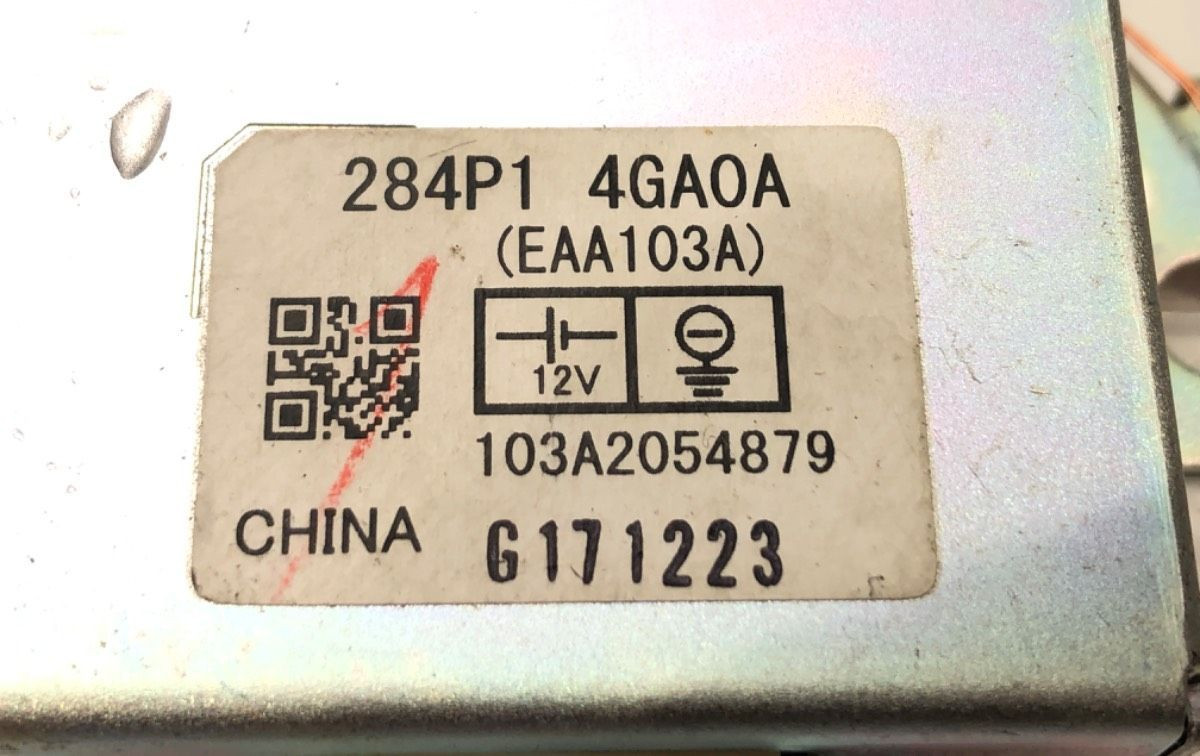 284P1 4GA0A
(EAA103A)
12V
103A2054879
CHINA G171223